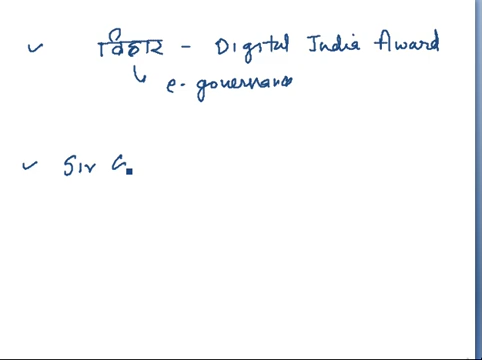 ✓ बिहार - Digital India Award
↳ e-governance
✓ Sir C